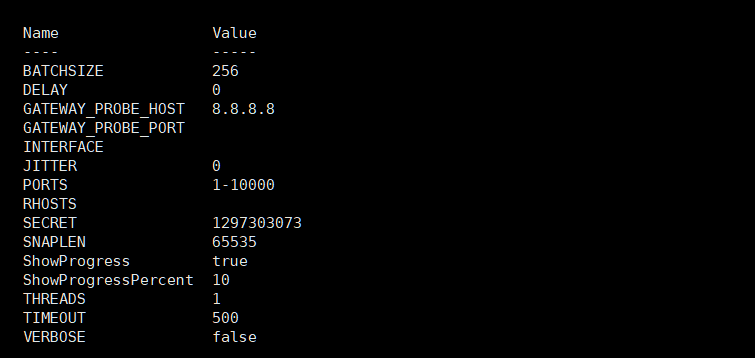 Name Value
---- -----
BATCHSIZE 256
DELAY 0
GATEWAY_PROBE_HOST 8.8.8.8
GATEWAY_PROBE_PORT
INTERFACE
JITTER 0
PORTS 1-10000
RHOSTS
SECRET 1297303073
SNAPLEN 65535
ShowProgress true
ShowProgressPercent 10
THREADS 1
TIMEOUT 500
VERBOSE false